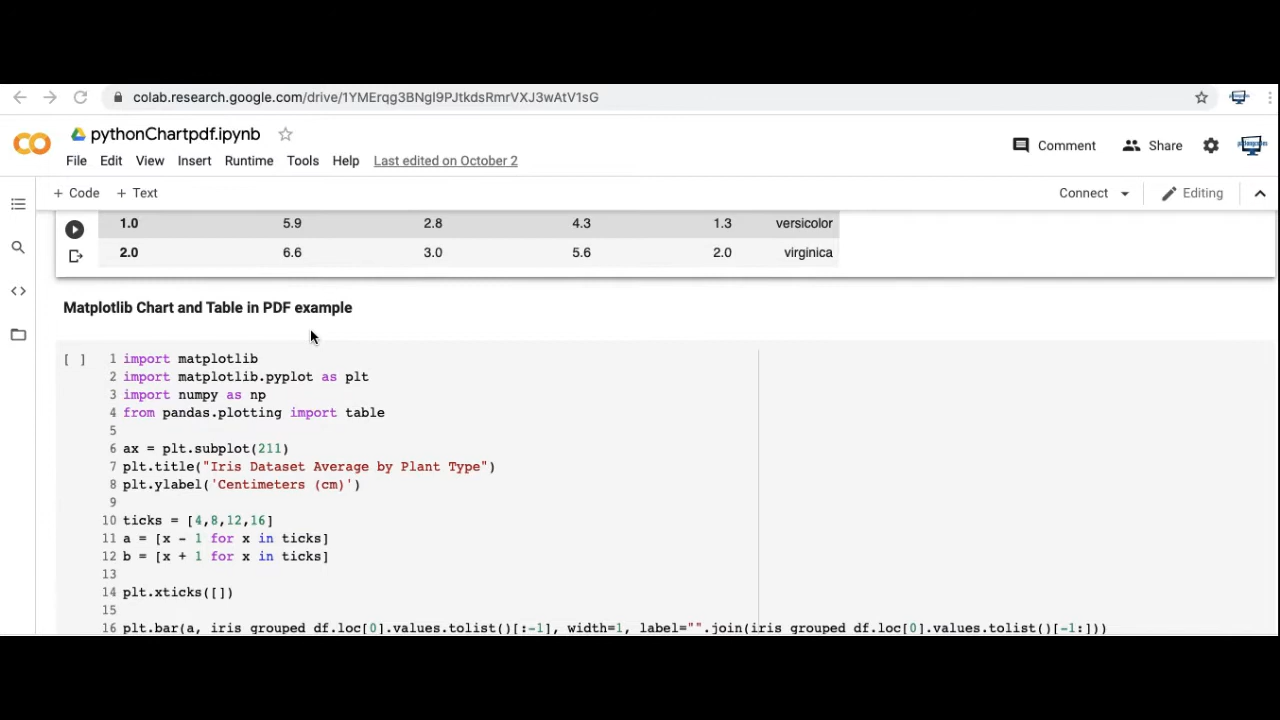 colab.research.google.com/drive/1YMErqg3BNgl9PJtkdsRmrVXJ3wAtV1sG
pythonChartpdf.ipynb
Comment Share
File Edit View Insert Runtime Tools Help Last edited on October 2
+ Code + Text Connect Editing
1.0 5.9 2.8 4.3 1.3 versicolor
2.0 6.6 3.0 5.6 2.0 virginica
Matplotlib Chart and Table in PDF example
[ ] 1 import matplotlib
2 import matplotlib.pyplot as plt
3 import numpy as np
4 from pandas.plotting import table
5
6 ax = plt.subplot(211)
7 plt.title("Iris Dataset Average by Plant Type")
8 plt.ylabel('Centimeters (cm)')
9
10 ticks = [4,8,12,16]
11 a = [x - 1 for x in ticks]
12 b = [x + 1 for x in ticks]
13
14 plt.xticks([])
15
16 plt.bar(a, iris_grouped_df.loc[0].values.tolist()[:-1], width=1, label="".join(iris_grouped_df.loc[0].values.tolist()[-1:]))